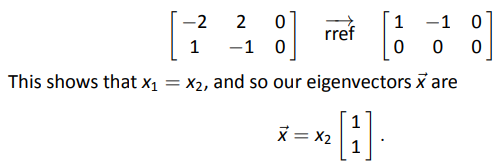 [ -2 2 0 ] → rref [ 1 -1 0 ]
[ 1 -1 0 ] [ 0 0 0 ]
This shows that x₁ = x₂, and so our eigenvectors x⃗ are
x⃗ = x₂ [ 1 ]
[ 1 ] .